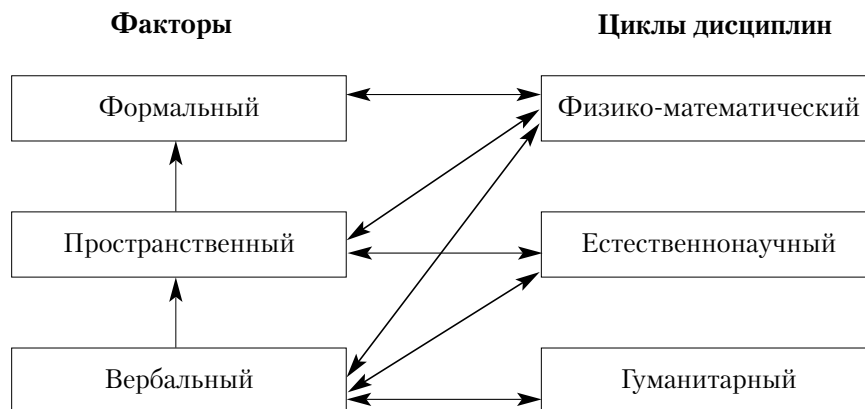 Факторы
Циклы дисциплин
Формальный
Физико-математический
Пространственный
Естественнонаучный
Вербальный
Гуманитарный